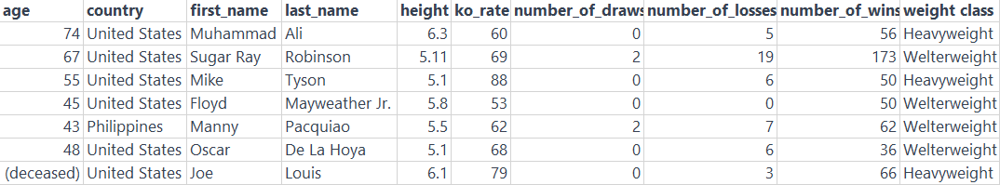 age country first_name last_name height ko_rate number_of_draws number_of_losses number_of_wins weight class
74 United States Muhammad Ali 6.3 60 0 5 56 Heavyweight
67 United States Sugar Ray Robinson 5.11 69 2 19 173 Welterweight
55 United States Mike Tyson 5.1 88 6 50 Heavyweight
45 United States Floyd Mayweather Jr. 5.8 53 0 0 50 Welterweight
43 Philippines Manny Pacquiao 5.5 62 2 7 62 Welterweight
48 United States Oscar De La Hoya 5.1 68 0 6 36 Welterweight
(deceased) United States Joe Louis 6.1 79 0 3 66 Heavyweight